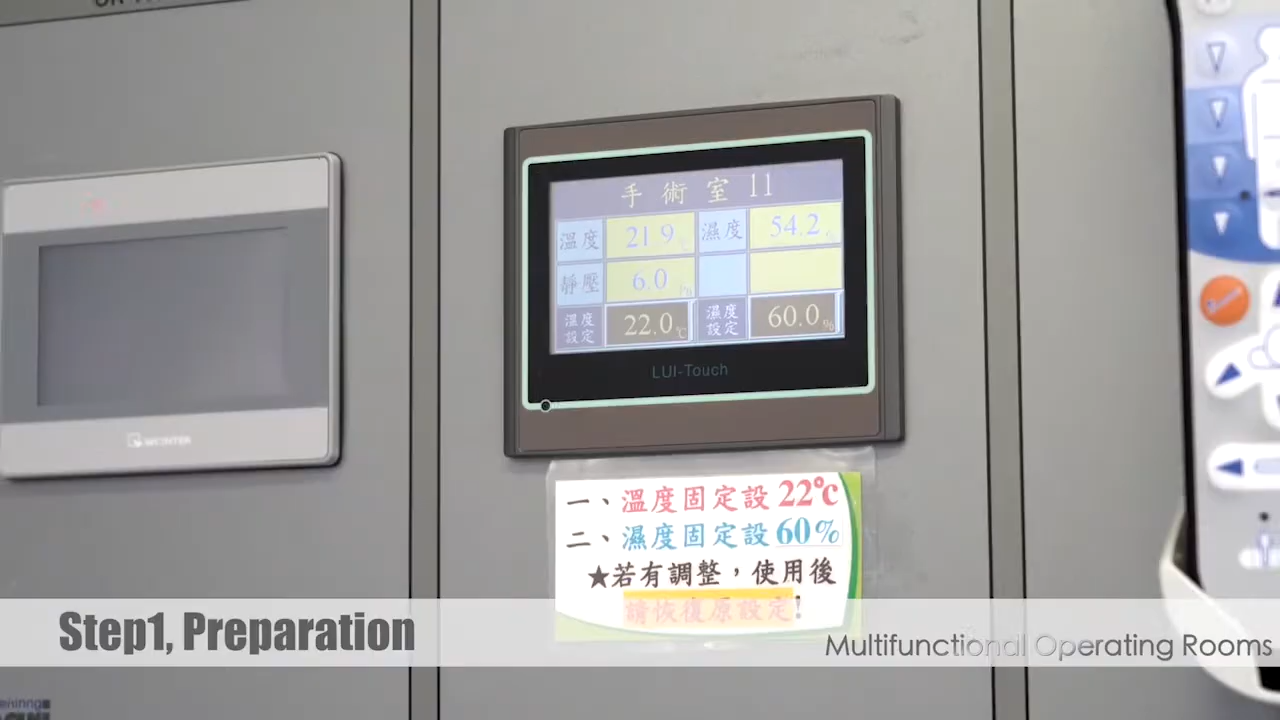 手術室 11
溫度 21.9 ℃ 濕度 54.2
靜壓 6.0 Pa
溫度設定 22.0 ℃ 濕度設定 60.0 %
LUI-Touch
一、溫度固定設22℃
二、濕度固定設60%
★若有調整,使用後
請恢復原設定!
Step1, Preparation
Multifunctional Operating Rooms